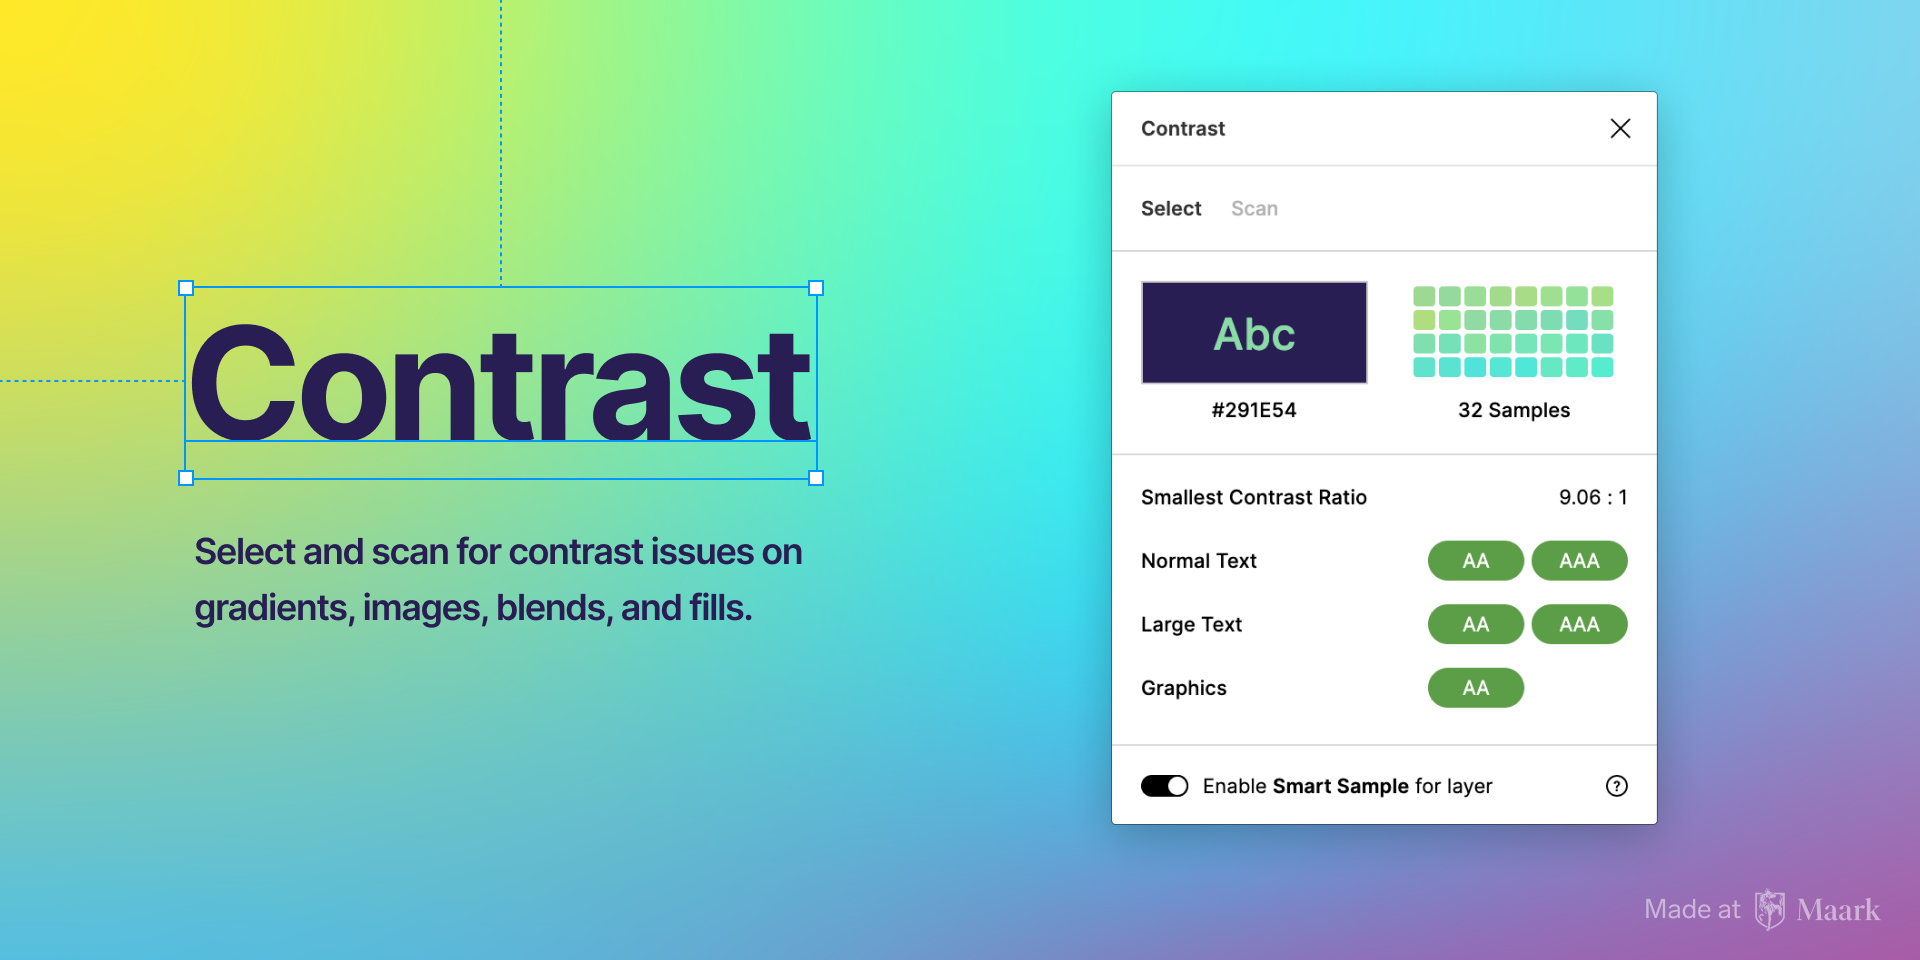 Contrast
Select and scan for contrast issues on
gradients, images, blends, and fills.
Contrast
Select Scan
Abc
#291E54 32 Samples
Smallest Contrast Ratio 9.06 : 1
Normal Text AA AAA
Large Text AA AAA
Graphics AA
Enable Smart Sample for layer ?
Made at Maark